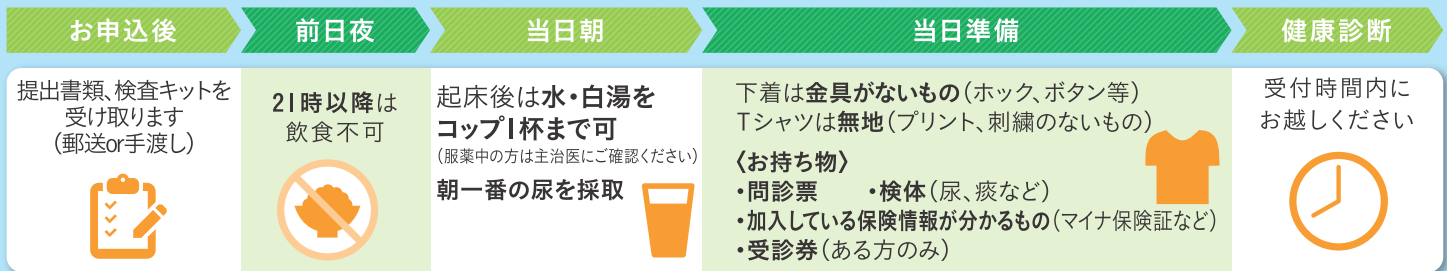 お申込後
前日夜
当日朝
当日準備
健康診断
提出書類、検査キットを
受け取ります
(郵送or手渡し)
21時以降は
飲食不可
起床後は水・白湯を
コップ1杯まで可
(服薬中の方は主治医にご確認ください)
朝一番の尿を採取
下着は金具がないもの(ホック、ボタン等)
Tシャツは無地(プリント、刺繍のないもの)
〈お持ち物〉
・問診票 ・検体(尿、痰など)
・加入している保険情報が分かるもの(マイナ保険証など)
・受診券(ある方のみ)
受付時間内に
お越しください